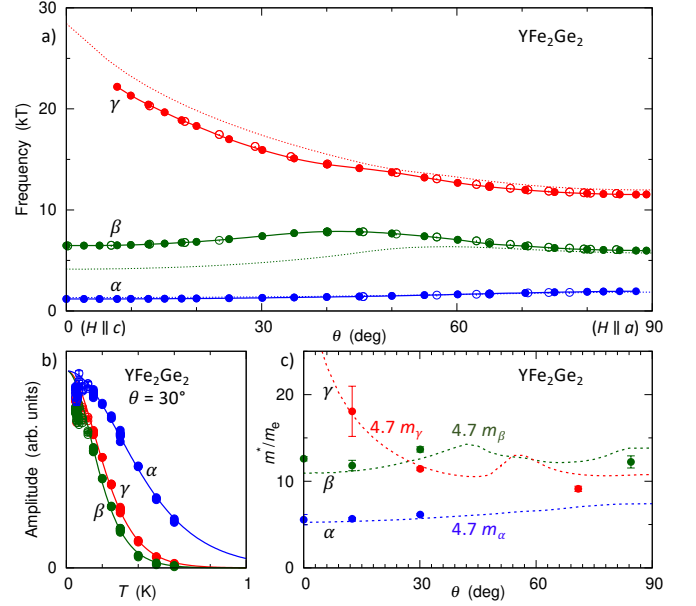 30
a)
YFe₂Ge₂
γ
20
Frequency (kT)
10
β
α
0
0
(H ∥ c)
30
θ (deg)
60
(H ∥ a)
90
b)
YFe₂Ge₂
θ = 30°
Amplitude (arb. units)
α
γ
β
0
0
T (K)
1
c)
YFe₂Ge₂
20
γ
4.7 mγ
4.7 mβ
m*/mₑ
10
β
α
4.7 mα
0
0
30
θ (deg)
60
90